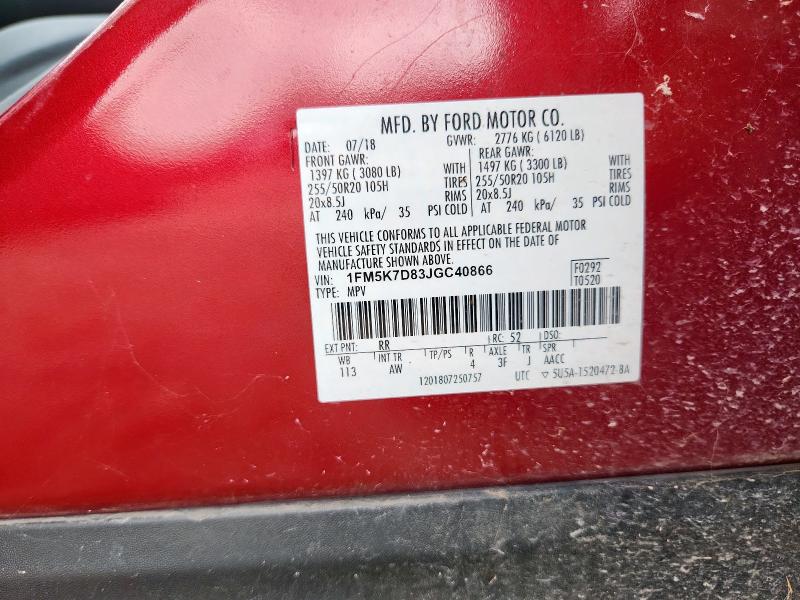 MFD. BY FORD MOTOR CO.
DATE: 07/18 GVWR: 2776 KG ( 6120 LB)
FRONT GAWR: REAR GAWR:
1397 KG ( 3080 LB) WITH 1497 KG ( 3300 LB) WITH
255/50R20 105H TIRES 255/50R20 105H TIRES
20x8.5J RIMS 20x8.5J RIMS
AT 240 kPa/ 35 PSI COLD AT 240 kPa/ 35 PSI COLD
THIS VEHICLE CONFORMS TO ALL APPLICABLE FEDERAL MOTOR
VEHICLE SAFETY STANDARDS IN EFFECT ON THE DATE OF
MANUFACTURE SHOWN ABOVE.
VIN: 1FM5K7D83JGC40866 F0292
TYPE: MPV T0520
EXT PNT: RR RC: 52 DSO:
WB INT TR TP/PS R AXLE TR SPR
113 AW 4 3F J AACC
1201807250757 UTC ▽ 5U5A-1520472-BA